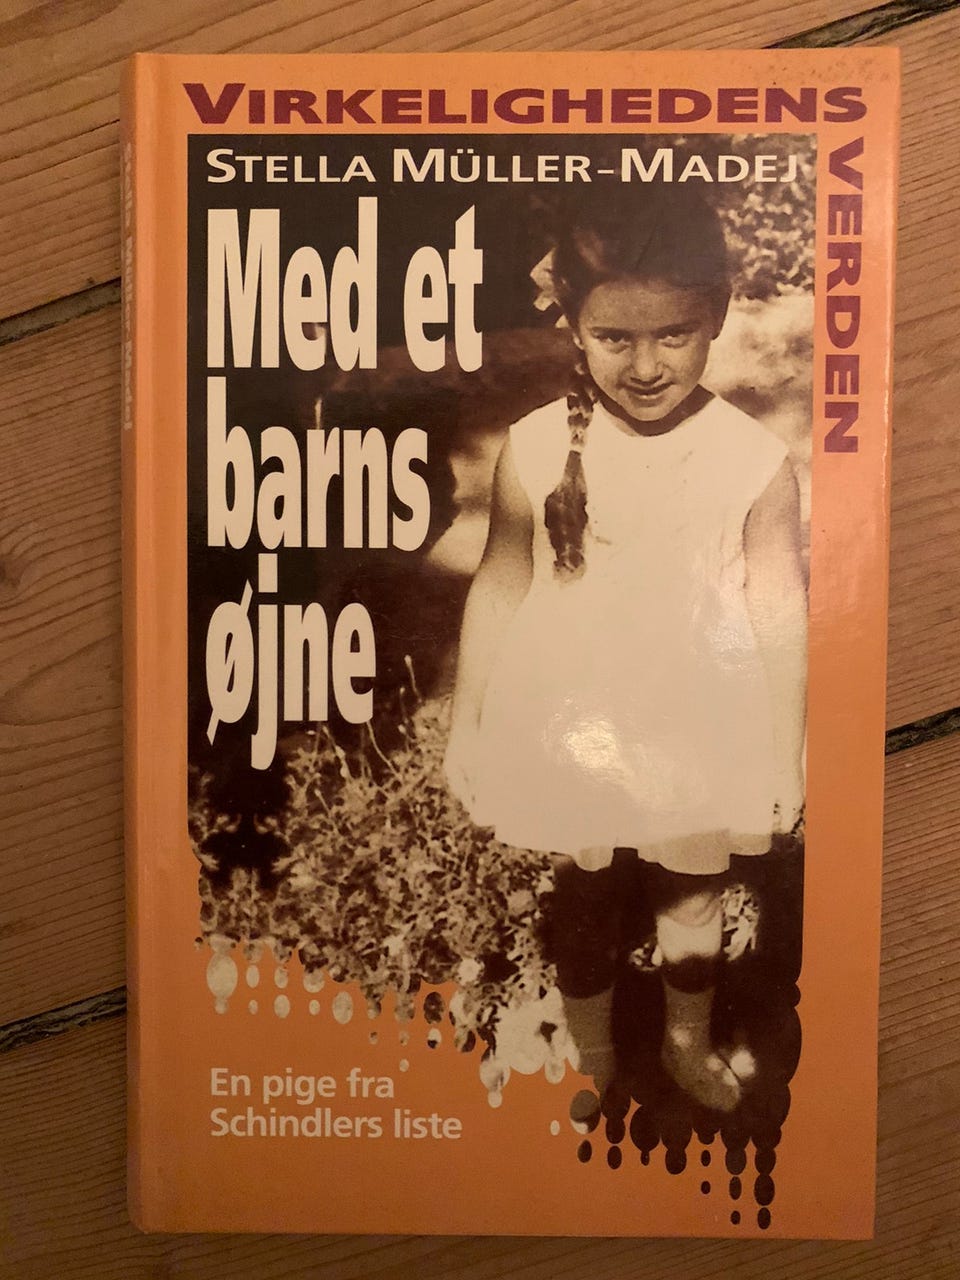 VIRKELIGHEDENS
VERDEN
STELLA MÜLLER-MADEJ
Med et
barns
øjne
En pige fra
Schindlers liste
Stella Müller-Madej